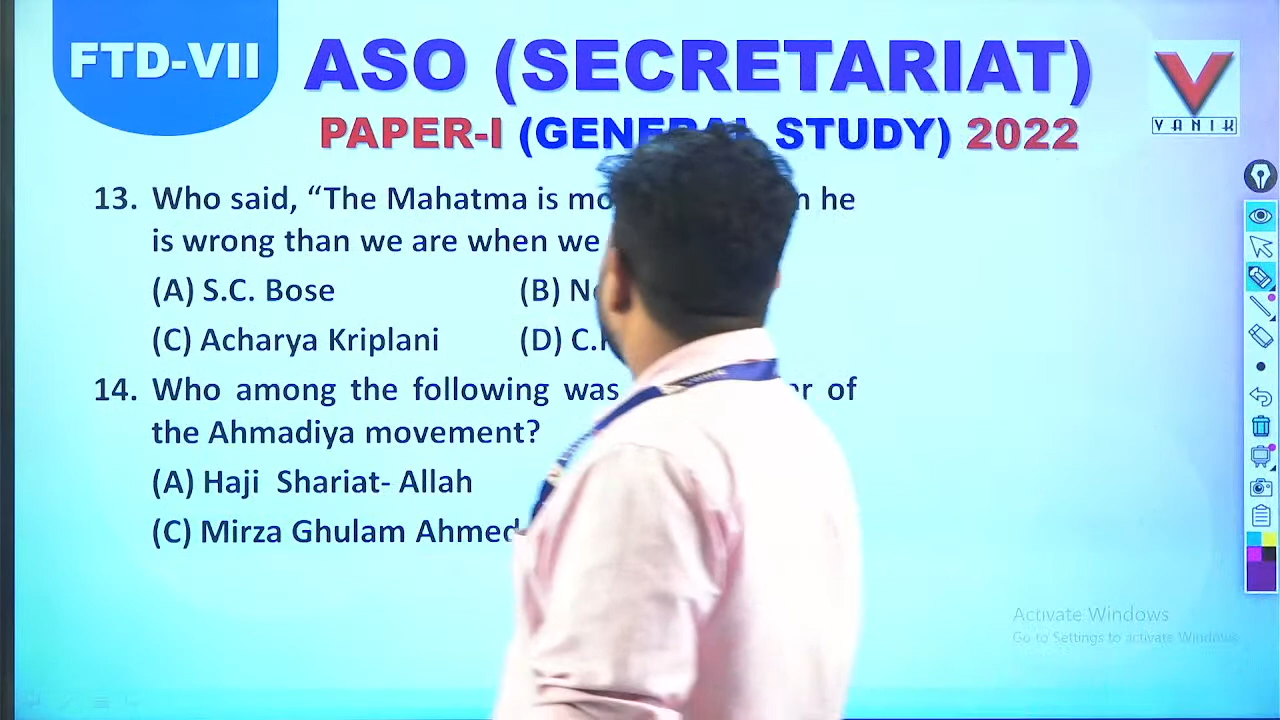 FTD-VII
ASO (SECRETARIAT)
PAPER-I (GENERAL STUDY) 2022
VANIK
13. Who said, “The Mahatma is he
is wrong than we are when we
(A) S.C. Bose (B)
(C) Acharya Kriplani (D)
14. Who among the following was of
the Ahmadiya movement?
(A) Haji Shariat- Allah
(C) Mirza Ghulam Ahmed
Activate Windows
Go to Settings to activate Windows.